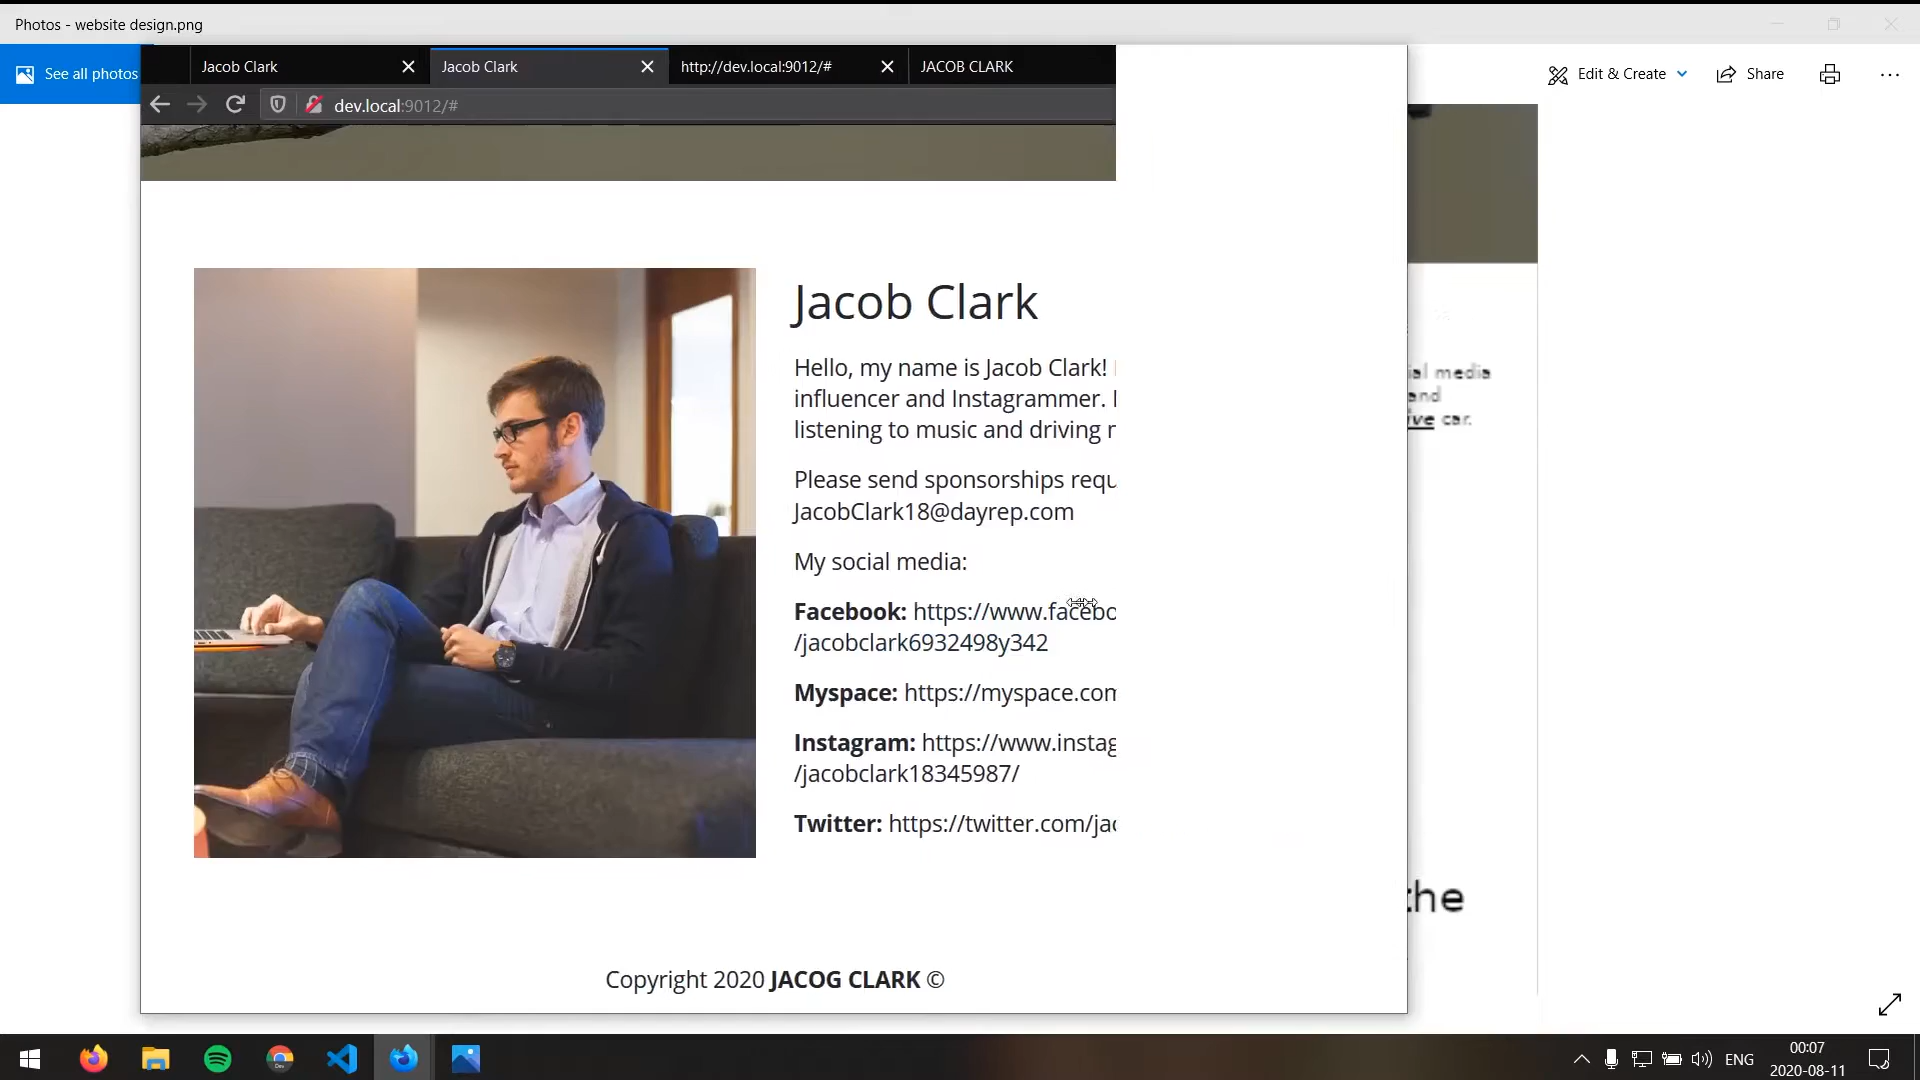 Photos - website design.png
See all photos
Edit & Create
Share
Jacob Clark
Jacob Clark
http://dev.local:9012/#
JACOB CLARK
dev.local:9012/#
Jacob Clark
Hello, my name is Jacob Clark!
influencer and Instagrammer.
listening to music and driving
Please send sponsorships requ
JacobClark18@dayrep.com
My social media:
Facebook: https://www.facebo
/jacobclark6932498y342
Myspace: https://myspace.com
Instagram: https://www.instag
/jacobclark18345987/
Twitter: https://twitter.com/jac
Copyright 2020 JACOG CLARK ©
ial media
and
ive car.
the
ENG
00:07
2020-08-11